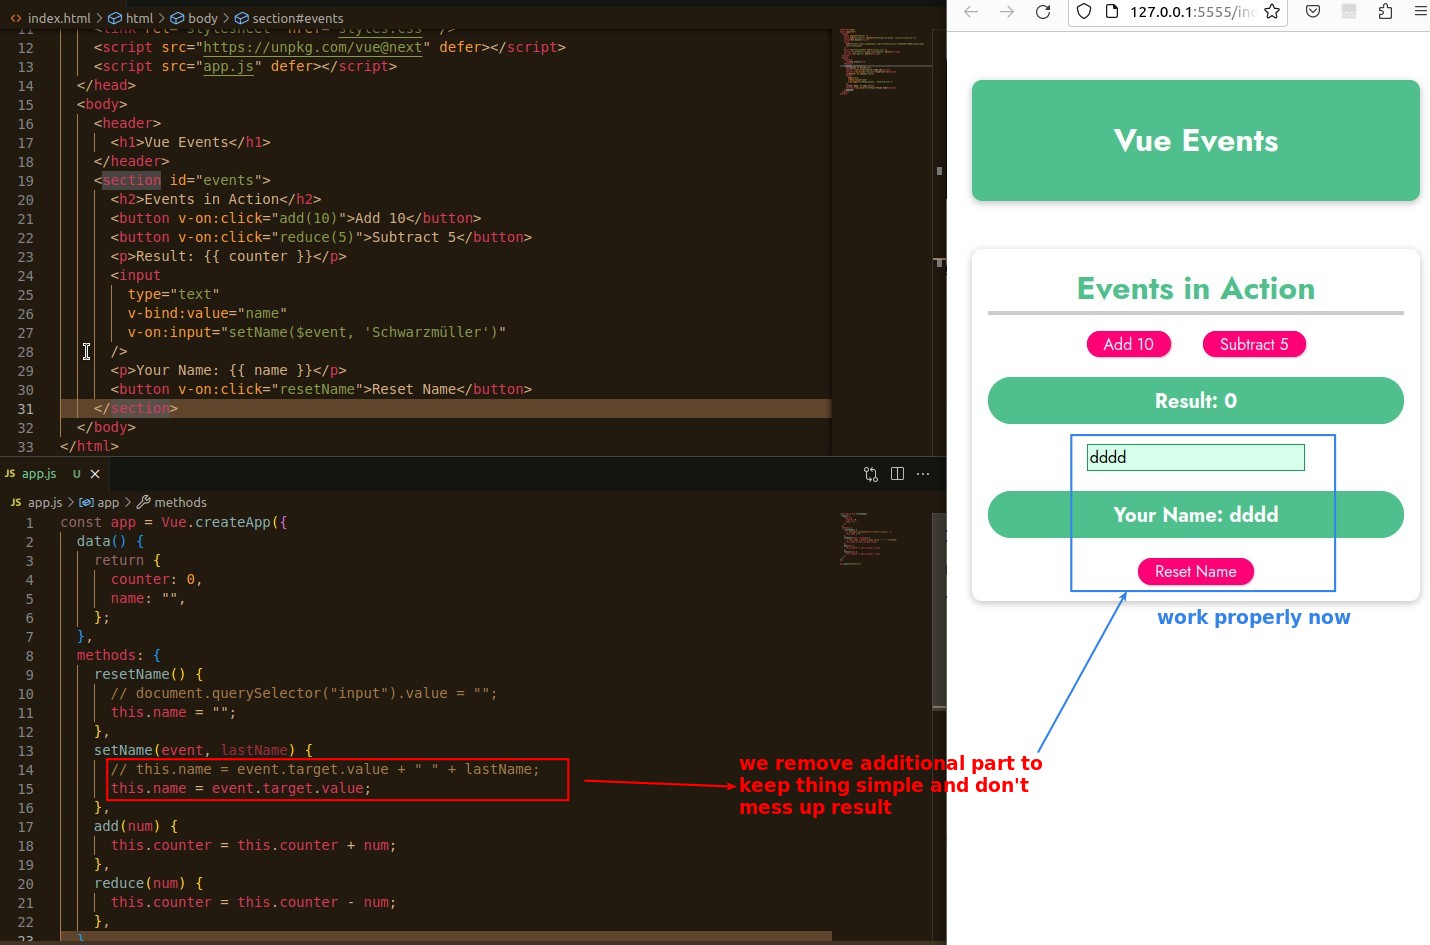 index.html > html > body > section#events
11 <link rel="stylesheet" href="styles.css" />
12 <script src="https://unpkg.com/vue@next" defer></script>
13 <script src="app.js" defer></script>
14 </head>
15 <body>
16 <header>
17 <h1>Vue Events</h1>
18 </header>
19 <section id="events">
20 <h2>Events in Action</h2>
21 <button v-on:click="add(10)">Add 10</button>
22 <button v-on:click="reduce(5)">Subtract 5</button>
23 <p>Result: {{ counter }}</p>
24 <input
25 type="text"
26 v-bind:value="name"
27 v-on:input="setName($event, 'Schwarzmüller')"
28 />
29 <p>Your Name: {{ name }}</p>
30 <button v-on:click="resetName">Reset Name</button>
31 </section>
32 </body>
33 </html>
JS app.js U
JS app.js > app > methods
1 const app = Vue.createApp({
2 data() {
3 return {
4 counter: 0,
5 name: "",
6 };
7 },
8 methods: {
9 resetName() {
10 // document.querySelector("input").value = "";
11 this.name = "";
12 },
13 setName(event, lastName) {
14 // this.name = event.target.value + " " + lastName;
15 this.name = event.target.value;
16 },
17 add(num) {
18 this.counter = this.counter + num;
19 },
20 reduce(num) {
21 this.counter = this.counter - num;
22 },
23 }
127.0.0.1:5555/in
Vue Events
Events in Action
Add 10
Subtract 5
Result: 0
dddd
Your Name: dddd
Reset Name
work properly now
we remove additional part to
keep thing simple and don't
mess up result